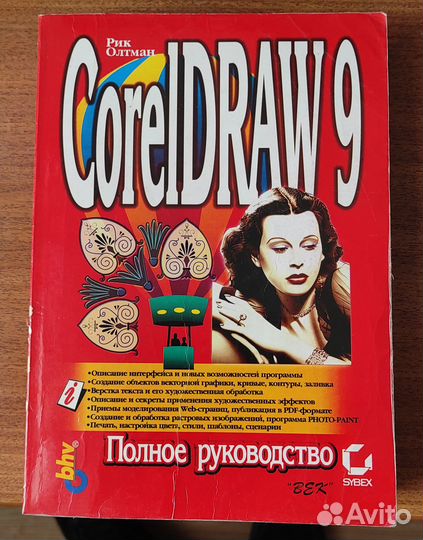 Рик
Олтман
CorelDRAW 9
•Описание интерфейса и новых возможностей программы
•Создание объектов векторной графики, кривые, контуры, заливка
•Верстка текста и его художественная обработка
•Описание и секреты применения художественных эффектов
•Приемы моделирования Web-страниц, публикация в PDF-формате
•Создание и обработка растровых изображений, программа PHOTO-PAINT
•Печать, настройка цвета, стили, шаблоны, сценарии
i
bhv®
Полное руководство
"ВЕК"
SYBEX
Avito